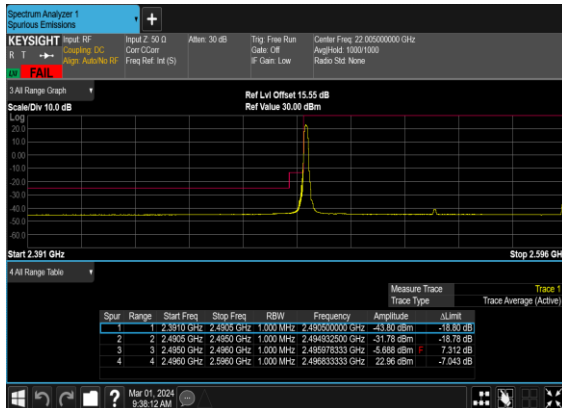 Spectrum Analyzer 1
Spurious Emissions
KEYSIGHT Input: RF Input Z: 50 Ω Atten: 30 dB Trig: Free Run Center Freq: 22.005000000 GHz
R T Coupling: DC Corr CCorr Gate: Off Avg|Hold: 1000/1000
Align: Auto/No RF Freq Ref: Int (S) IF Gain: Low Radio Std: None
FAIL
3 All Range Graph
Ref Lvl Offset 15.55 dB
Scale/Div 10.0 dB Ref Value 30.00 dBm
Log
20.0
10.0
0.00
-10.0
-20.0
-30.0
-40.0
-50.0
-60.0
Start 2.391 GHz Stop 2.596 GH
4 All Range Table
Measure Trace Trace 1
Trace Type Trace Average (Active)
Spur Range Start Freq Stop Freq RBW Frequency Amplitude ΔLimit
1 1 2.3910 GHz 2.4905 GHz 1.000 MHz 2.490500000 GHz -43.80 dBm -18.80 dB
2 2 2.4905 GHz 2.4950 GHz 1.000 MHz 2.494932500 GHz -31.78 dBm -18.78 dB
3 3 2.4950 GHz 2.4960 GHz 1.000 MHz 2.495978333 GHz -5.688 dBm F 7.312 dB
4 4 2.4960 GHz 2.5960 GHz 1.000 MHz 2.496833333 GHz 22.96 dBm -7.043 dB
Mar 01, 2024
9:38:12 AM